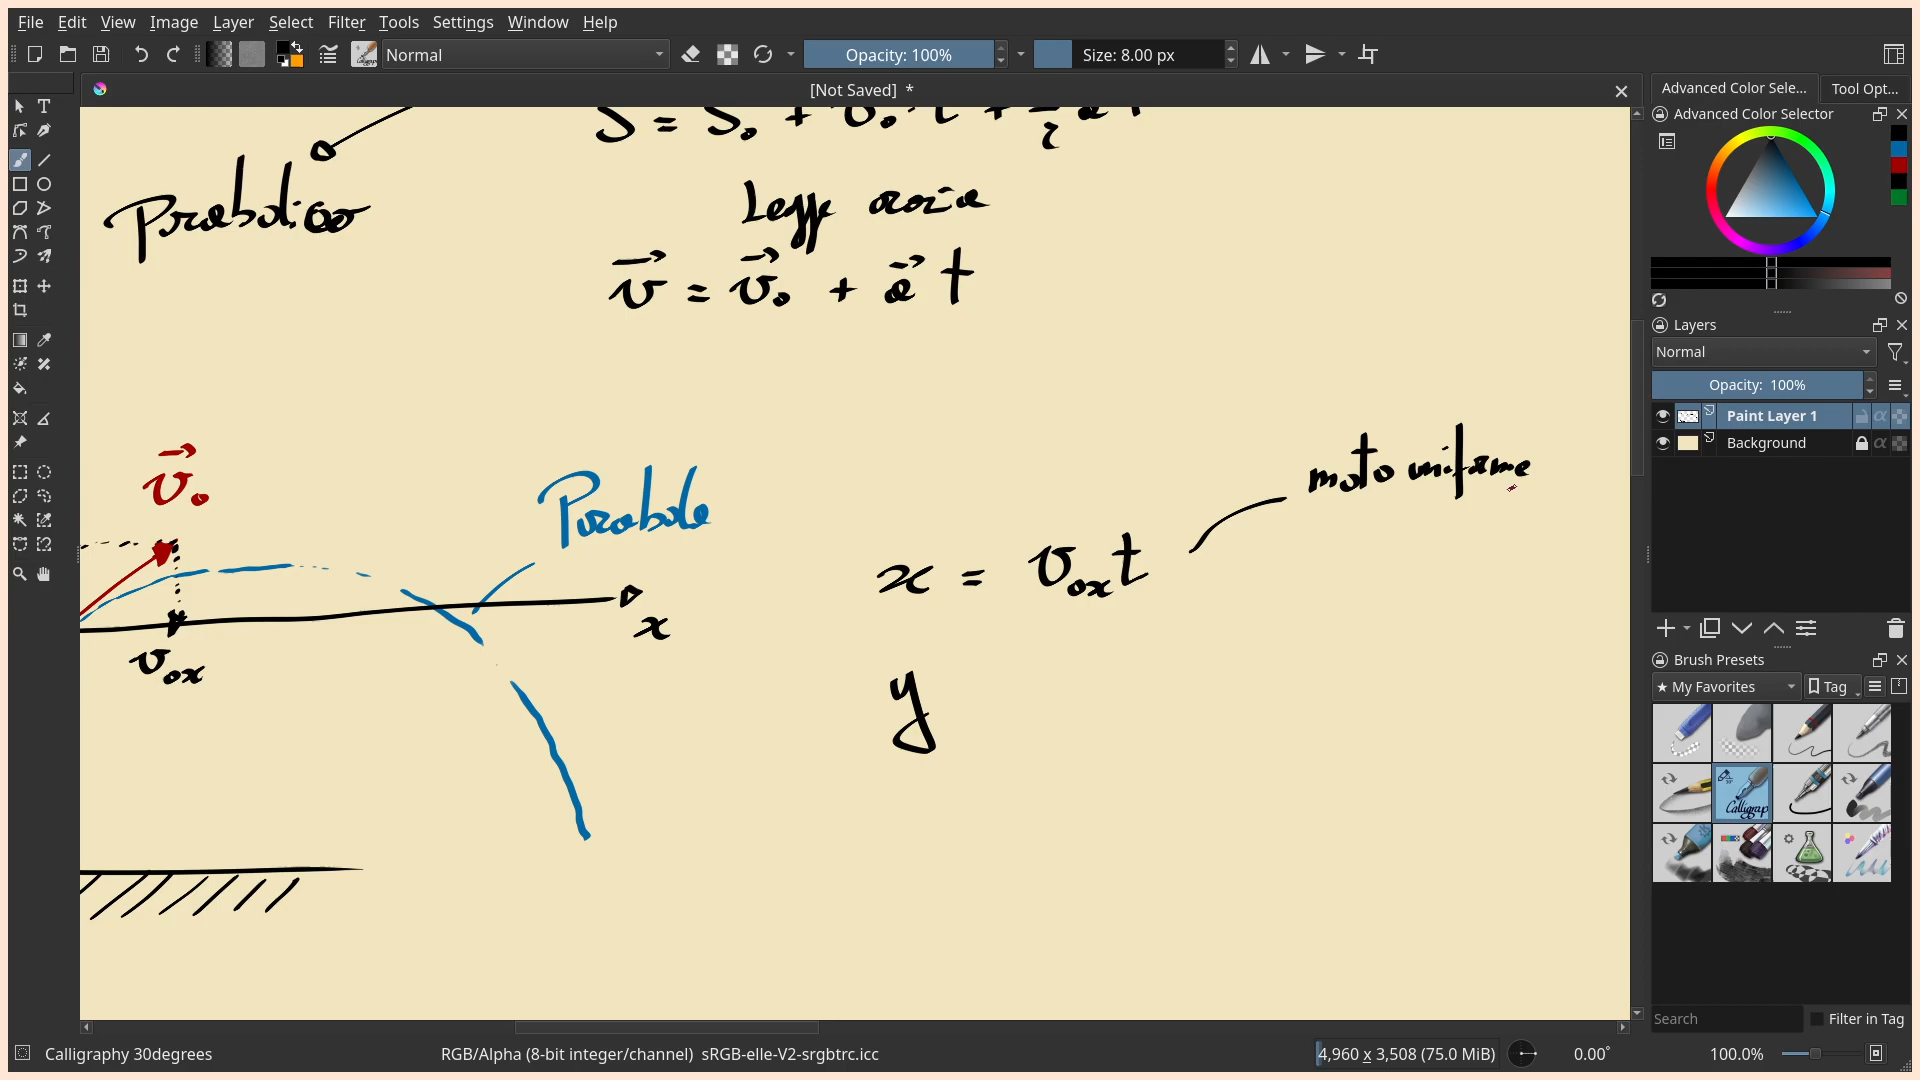 File Edit View Image Layer Select Filter Tools Settings Window Help
Normal
Opacity: 100%
Size: 8.00 px
[Not Saved] *
Advanced Color Sele...
Tool Opt...
Advanced Color Selector
Layers
Normal
Opacity: 100%
Paint Layer 1
Background
Brush Presets
★ My Favorites
Tag
Calligrap
Search
Filter in Tag
Parabolico
v⃗ = v⃗₀ + a⃗ t
v⃗₀
Parabola
x
v₀ₓ
moto uniforme
x = v₀ₓt
y
Calligraphy 30degrees
RGB/Alpha (8-bit integer/channel) sRGB-elle-V2-srgbtrc.icc
4,960 x 3,508 (75.0 MiB)
0.00°
100.0%